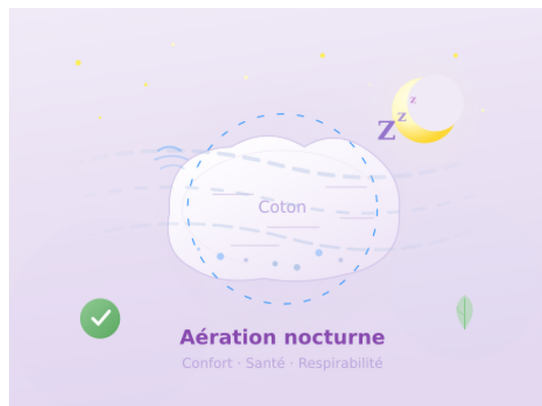 z
z
Z
Coton
Aération nocturne
Confort · Santé · Respirabilité